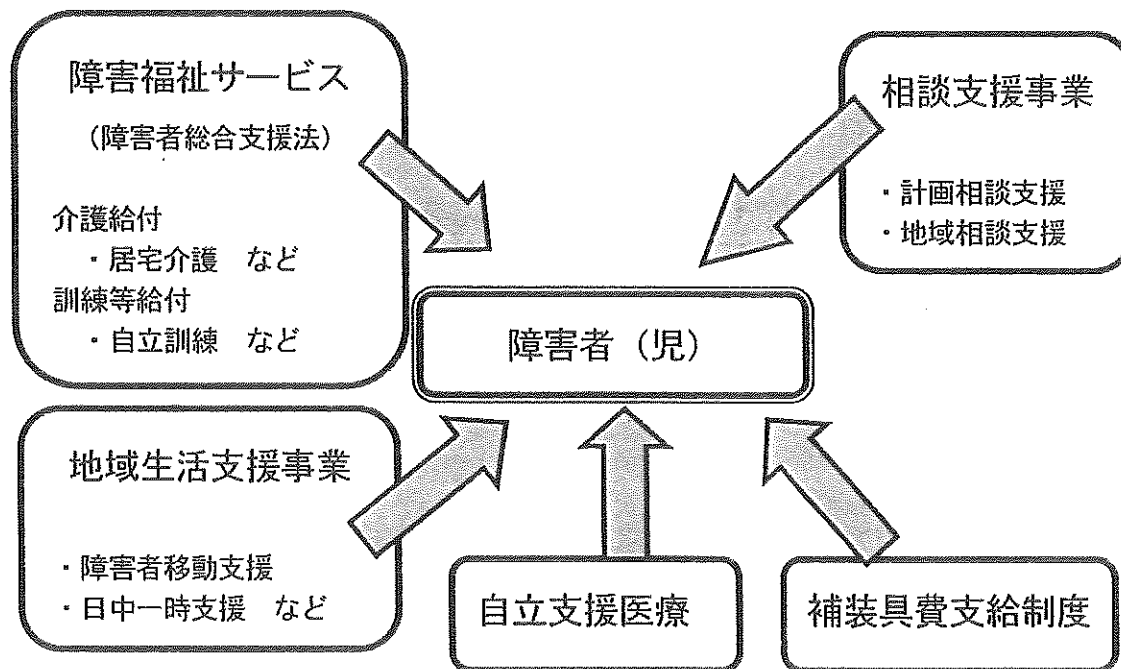 障害福祉サービス
（障害者総合支援法）
介護給付
・居宅介護　など
訓練等給付
・自立訓練　など
相談支援事業
・計画相談支援
・地域相談支援
障害者（児）
地域生活支援事業
・障害者移動支援
・日中一時支援　など
自立支援医療
補装具費支給制度